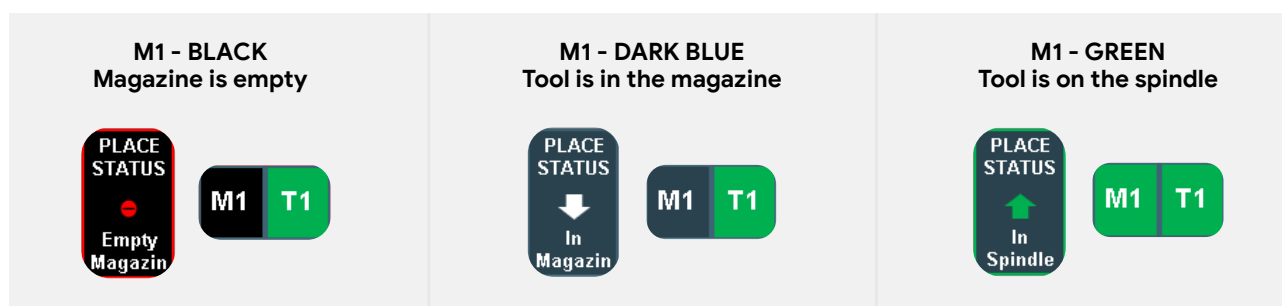 M1 - BLACK
Magazine is empty
PLACE
STATUS
Empty
Magazin
M1 T1
M1 - DARK BLUE
Tool is in the magazine
PLACE
STATUS
In
Magazin
M1 T1
M1 - GREEN
Tool is on the spindle
PLACE
STATUS
In
Spindle
M1 T1